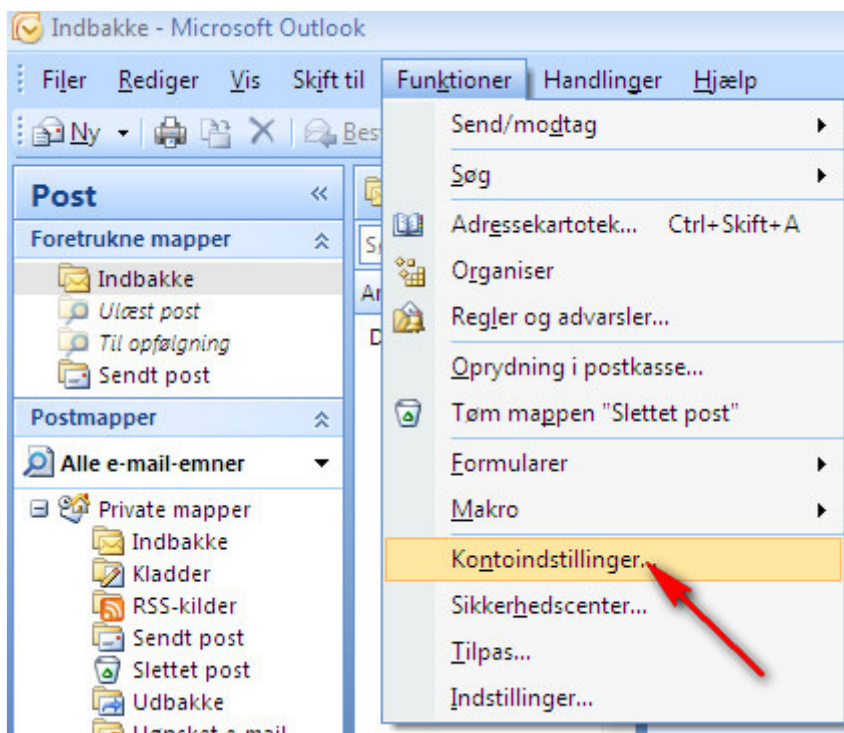 Indbakke - Microsoft Outlook
Filer Rediger Vis Skift til Funktioner Handlinger Hjælp
Ny
Post
Foretrukne mapper
Indbakke
Ulæst post
Til opfølgning
Sendt post
Postmapper
Alle e-mail-emner
Private mapper
Indbakke
Kladder
RSS-kilder
Sendt post
Slettet post
Udbakke
Uønsket e-mail
Send/modtag
Søg
Adressekartotek... Ctrl+Skift+A
Organiser
Regler og advarsler...
Oprydning i postkasse...
Tøm mappen "Slettet post"
Formularer
Makro
Kontoindstillinger...
Sikkerhedscenter...
Tilpas...
Indstillinger...